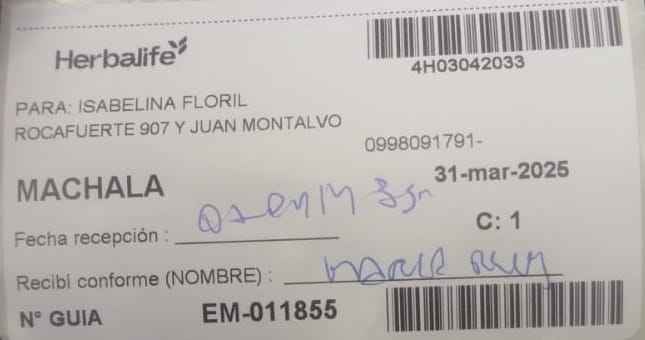 Herbalife
4H03042033
PARA: ISABELINA FLORIL
ROCAFUERTE 907 Y JUAN MONTALVO
0998091791-
MACHALA
31-mar-2025
C: 1
Fecha recepción :
Recibí conforme (NOMBRE) :
N° GUIA EM-011855